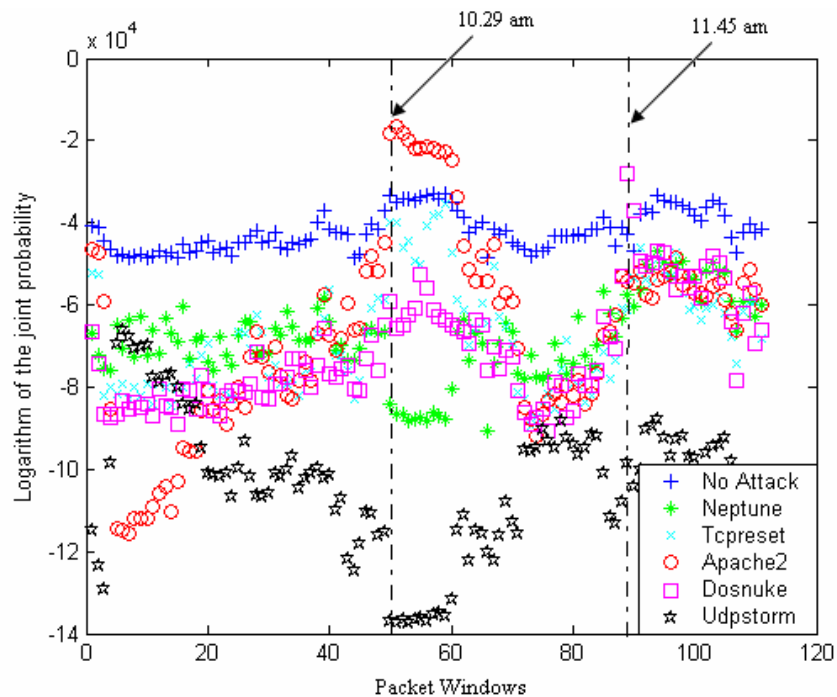 10.29 am
11.45 am
x 10^4
Logarithm of the joint probability
0
-2
-4
-6
-8
-10
-12
-14
0
20
40
60
80
100
120
Packet Windows
No Attack
Neptune
Tcpreset
Apache2
Dosnuke
Udpstorm